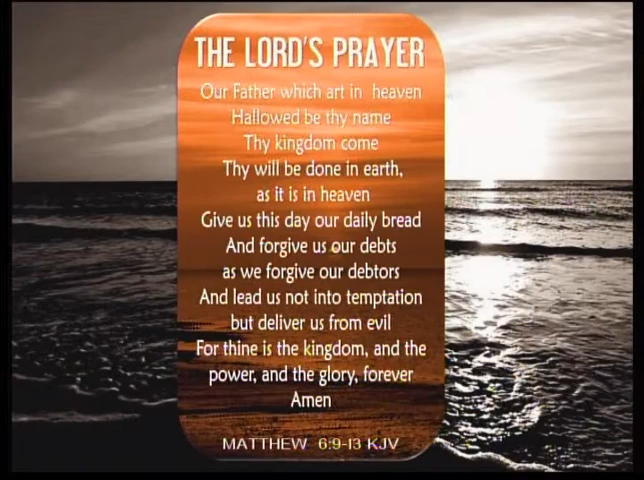 THE LORD'S PRAYER
Our Father which art in heaven
Hallowed be thy name
Thy kingdom come
Thy will be done in earth,
as it is in heaven
Give us this day our daily bread
And forgive us our debts
as we forgive our debtors
And lead us not into temptation
but deliver us from evil
For thine is the kingdom, and the
power, and the glory, forever
Amen
MATTHEW 6:9-13 KJV